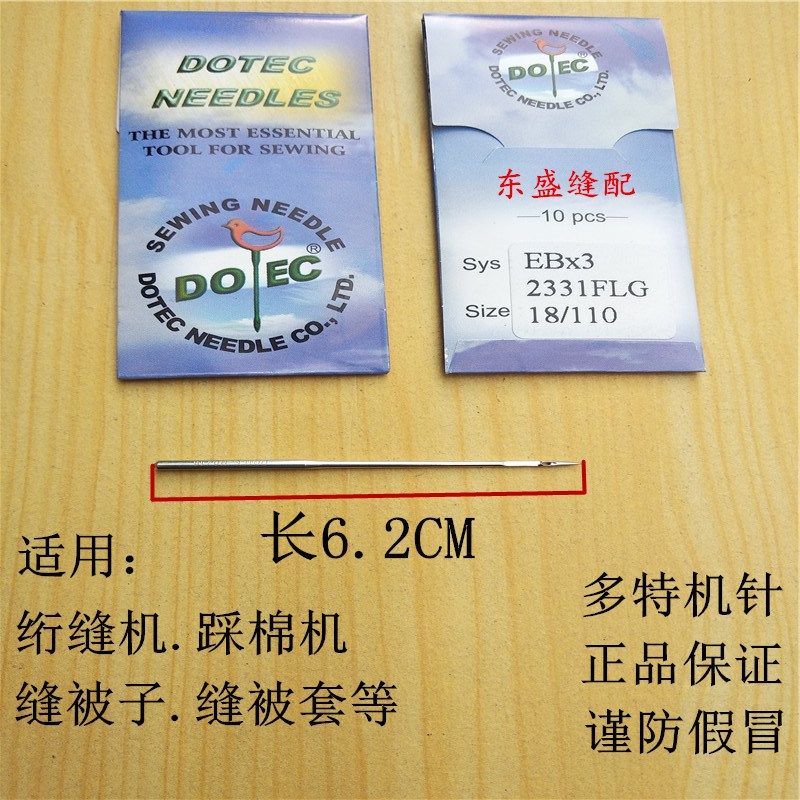 DOTEC
NEEDLES
THE MOST ESSENTIAL
TOOL FOR SEWING
SEWING NEEDLE
DOTEC
®
DOTEC NEEDLE CO., LTD.
SEWING NEEDLE
DOTEC
DOTEC NEEDLE CO., LTD.
东盛缝配
10 pcs
Sys EBx3
2331FLG
Size 18/110
长6.2CM
适用：
绗缝机.踩棉机
缝被子.缝被套等
多特机针
正品保证
谨防假冒